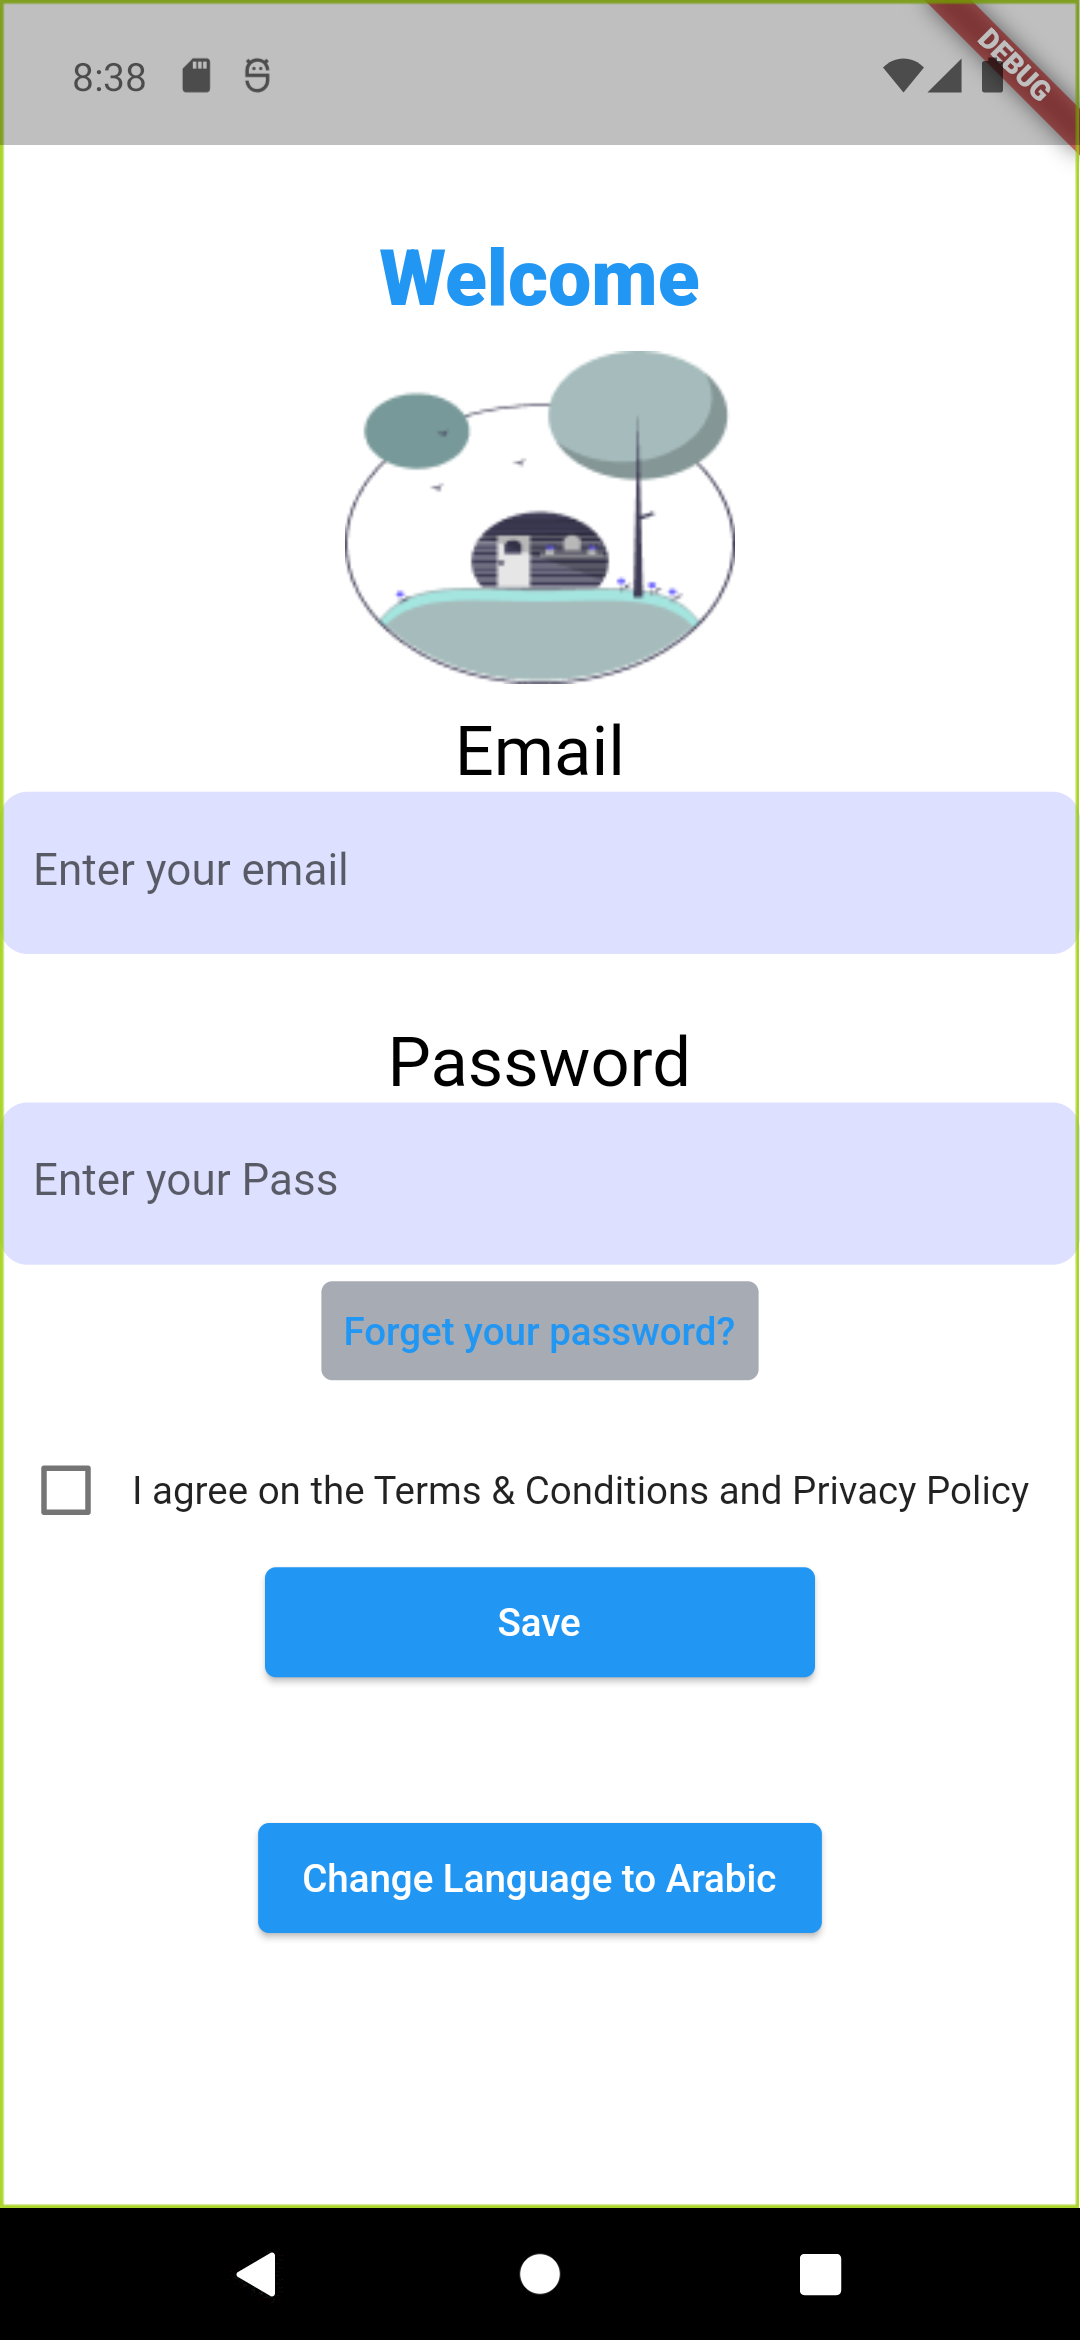 8:38
DEBUG
Welcome
Email
Enter your email
Password
Enter your Pass
Forget your password?
I agree on the Terms & Conditions and Privacy Policy
Save
Change Language to Arabic